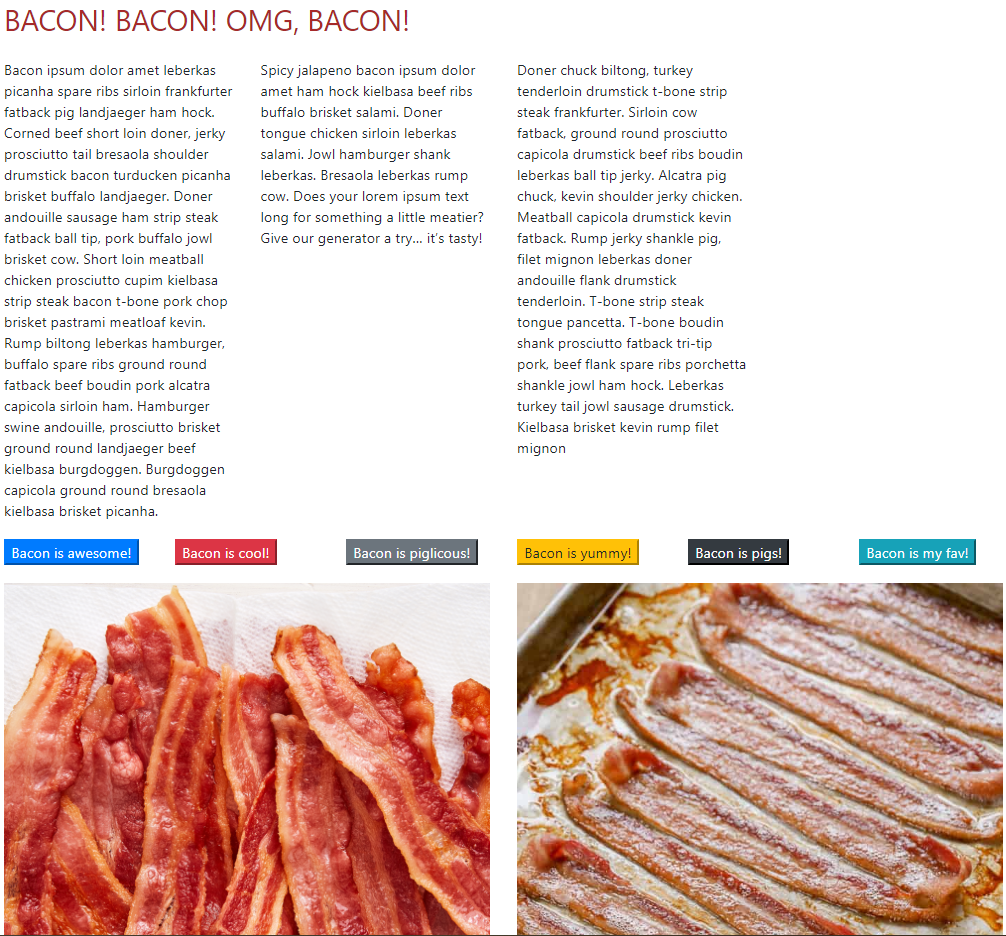 BACON! BACON! OMG, BACON!
Bacon ipsum dolor amet leberkas
picanha spare ribs sirloin frankfurter
fatback pig landjaeger ham hock.
Corned beef short loin doner, jerky
prosciutto tail bresaola shoulder
drumstick bacon turducken picanha
brisket buffalo landjaeger. Doner
andouille sausage ham strip steak
fatback ball tip, pork buffalo jowl
brisket cow. Short loin meatball
chicken prosciutto cupim kielbasa
strip steak bacon t-bone pork chop
brisket pastrami meatloaf kevin.
Rump biltong leberkas hamburger,
buffalo spare ribs ground round
fatback beef boudin pork alcatra
capicola sirloin ham. Hamburger
swine andouille, prosciutto brisket
ground round landjaeger beef
kielbasa burgdoggen. Burgdoggen
capicola ground round bresaola
kielbasa brisket picanha.
Spicy jalapeno bacon ipsum dolor
amet ham hock kielbasa beef ribs
buffalo brisket salami. Doner
tongue chicken sirloin leberkas
salami. Jowl hamburger shank
leberkas. Bresaola leberkas rump
cow. Does your lorem ipsum text
long for something a little meatier?
Give our generator a try… it's tasty!
Doner chuck biltong, turkey
tenderloin drumstick t-bone strip
steak frankfurter. Sirloin cow
fatback, ground round prosciutto
capicola drumstick beef ribs boudin
leberkas ball tip jerky. Alcatra pig
chuck, kevin shoulder jerky chicken.
Meatball capicola drumstick kevin
fatback. Rump jerky shankle pig,
filet mignon leberkas doner
andouille flank drumstick
tenderloin. T-bone strip steak
tongue pancetta. T-bone boudin
shank prosciutto fatback tri-tip
pork, beef flank spare ribs porchetta
shankle jowl ham hock. Leberkas
turkey tail jowl sausage drumstick.
Kielbasa brisket kevin rump filet
mignon
Bacon is awesome!
Bacon is cool!
Bacon is piglicous!
Bacon is yummy!
Bacon is pigs!
Bacon is my fav!